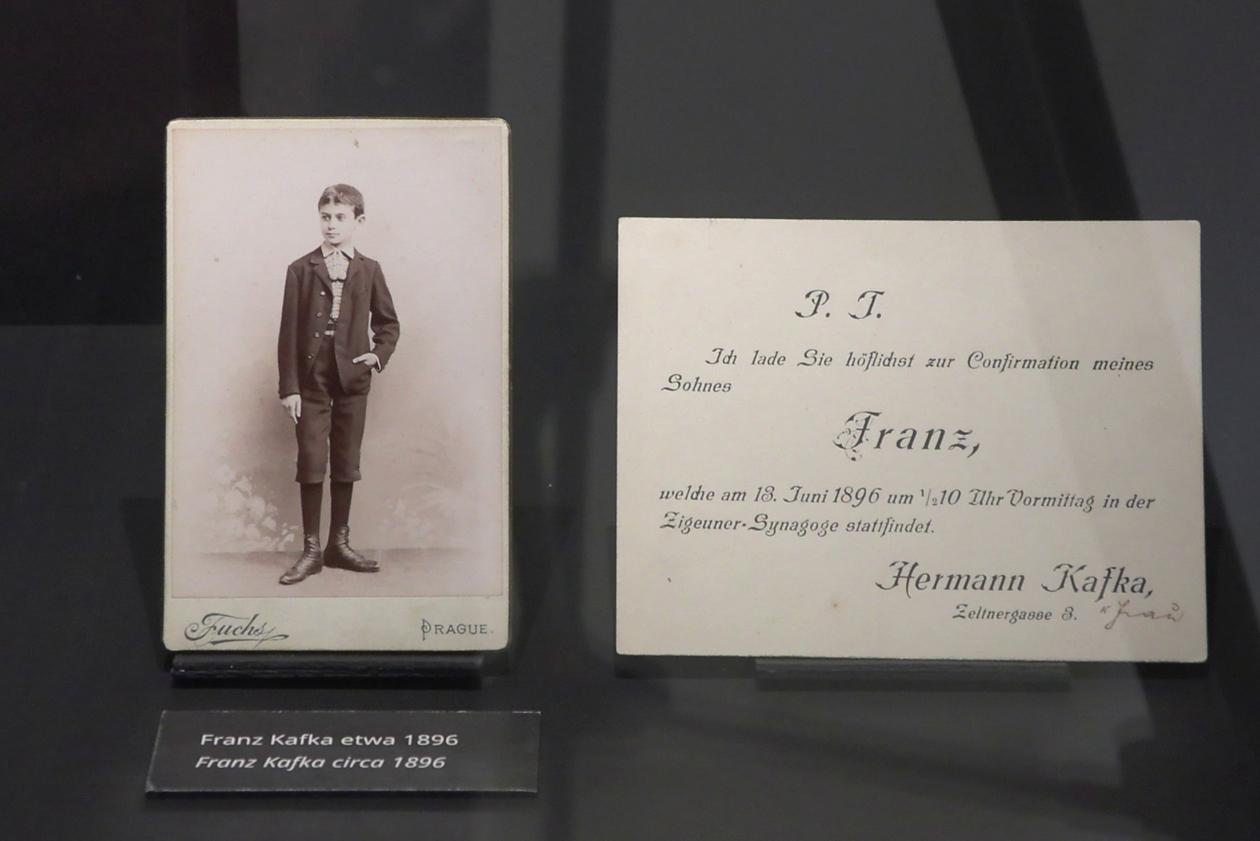 Fuchs
PRAGUE.
Franz Kafka etwa 1896
Franz Kafka circa 1896
P. T.
Ich lade Sie höflichst zur Confirmation meines
Sohnes
Franz,
welche am 13. Juni 1896 um ½10 Uhr Vormittag in der
Zigeuner-Synagoge stattfindet.
Hermann Kafka,
Zeltnergasse 3.
Frau